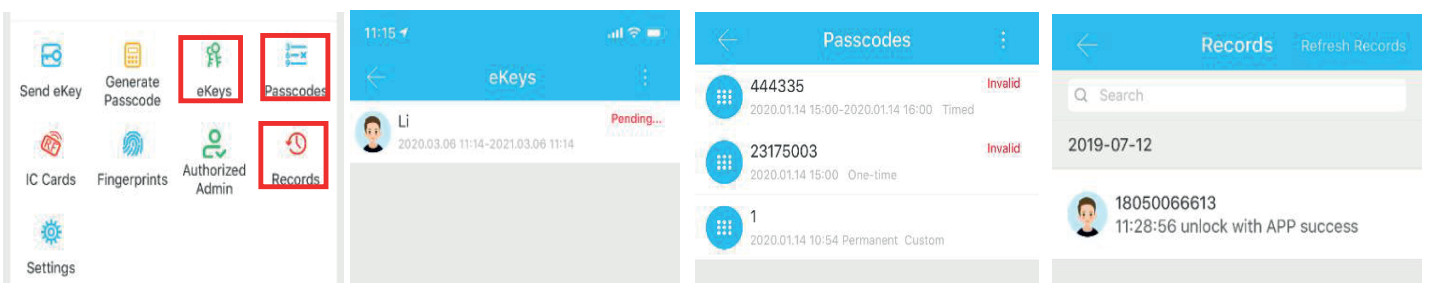 Send eKey
Generate
Passcode
eKeys
Passcodes
IC Cards
Fingerprints
Authorized
Admin
Records
Settings
11:15
eKeys
Li
Pending...
2020.03.06 11:14-2021.03.06 11:14
Passcodes
444335
Invalid
2020.01.14 15:00-2020.01.14 16:00 Timed
23175003
Invalid
2020.01.14 15:00 One-time
1
2020.01.14 10:54 Permanent Custom
Records
Refresh Records
Search
2019-07-12
18050066613
11:28:56 unlock with APP success